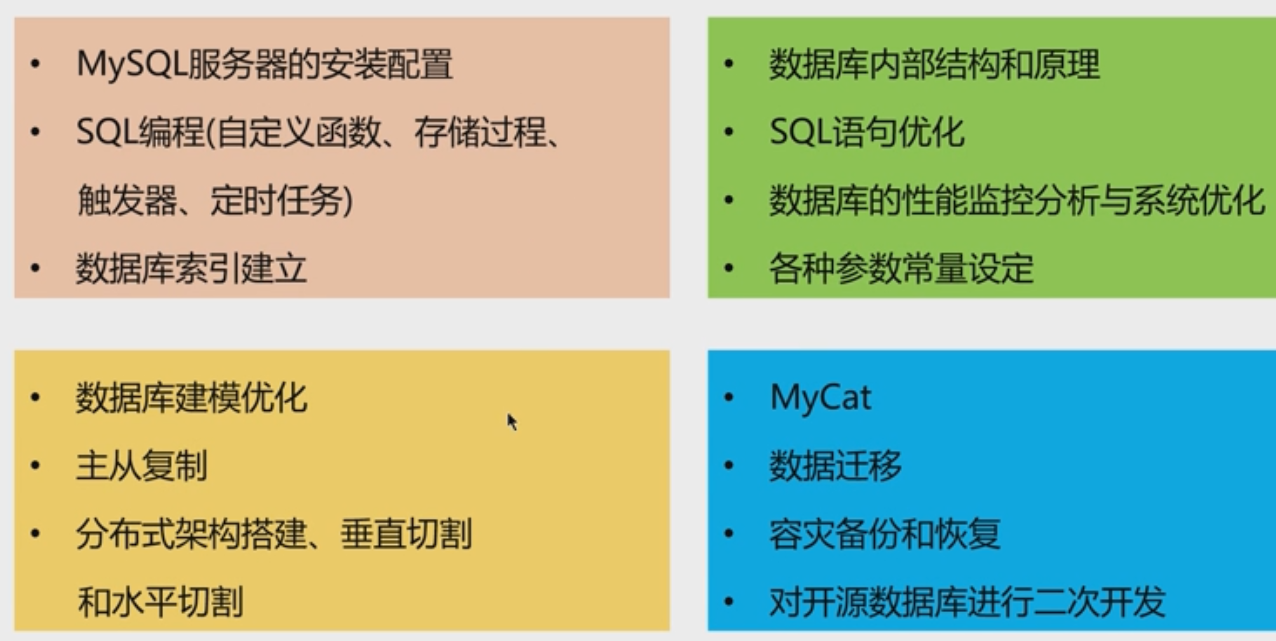 • MySQL服务器的安装配置
• SQL编程(自定义函数、存储过程、
触发器、定时任务)
• 数据库索引建立
• 数据库内部结构和原理
• SQL语句优化
• 数据库的性能监控分析与系统优化
• 各种参数常量设定
• 数据库建模优化
• 主从复制
• 分布式架构搭建、垂直切割
和水平切割
• MyCat
• 数据迁移
• 容灾备份和恢复
• 对开源数据库进行二次开发